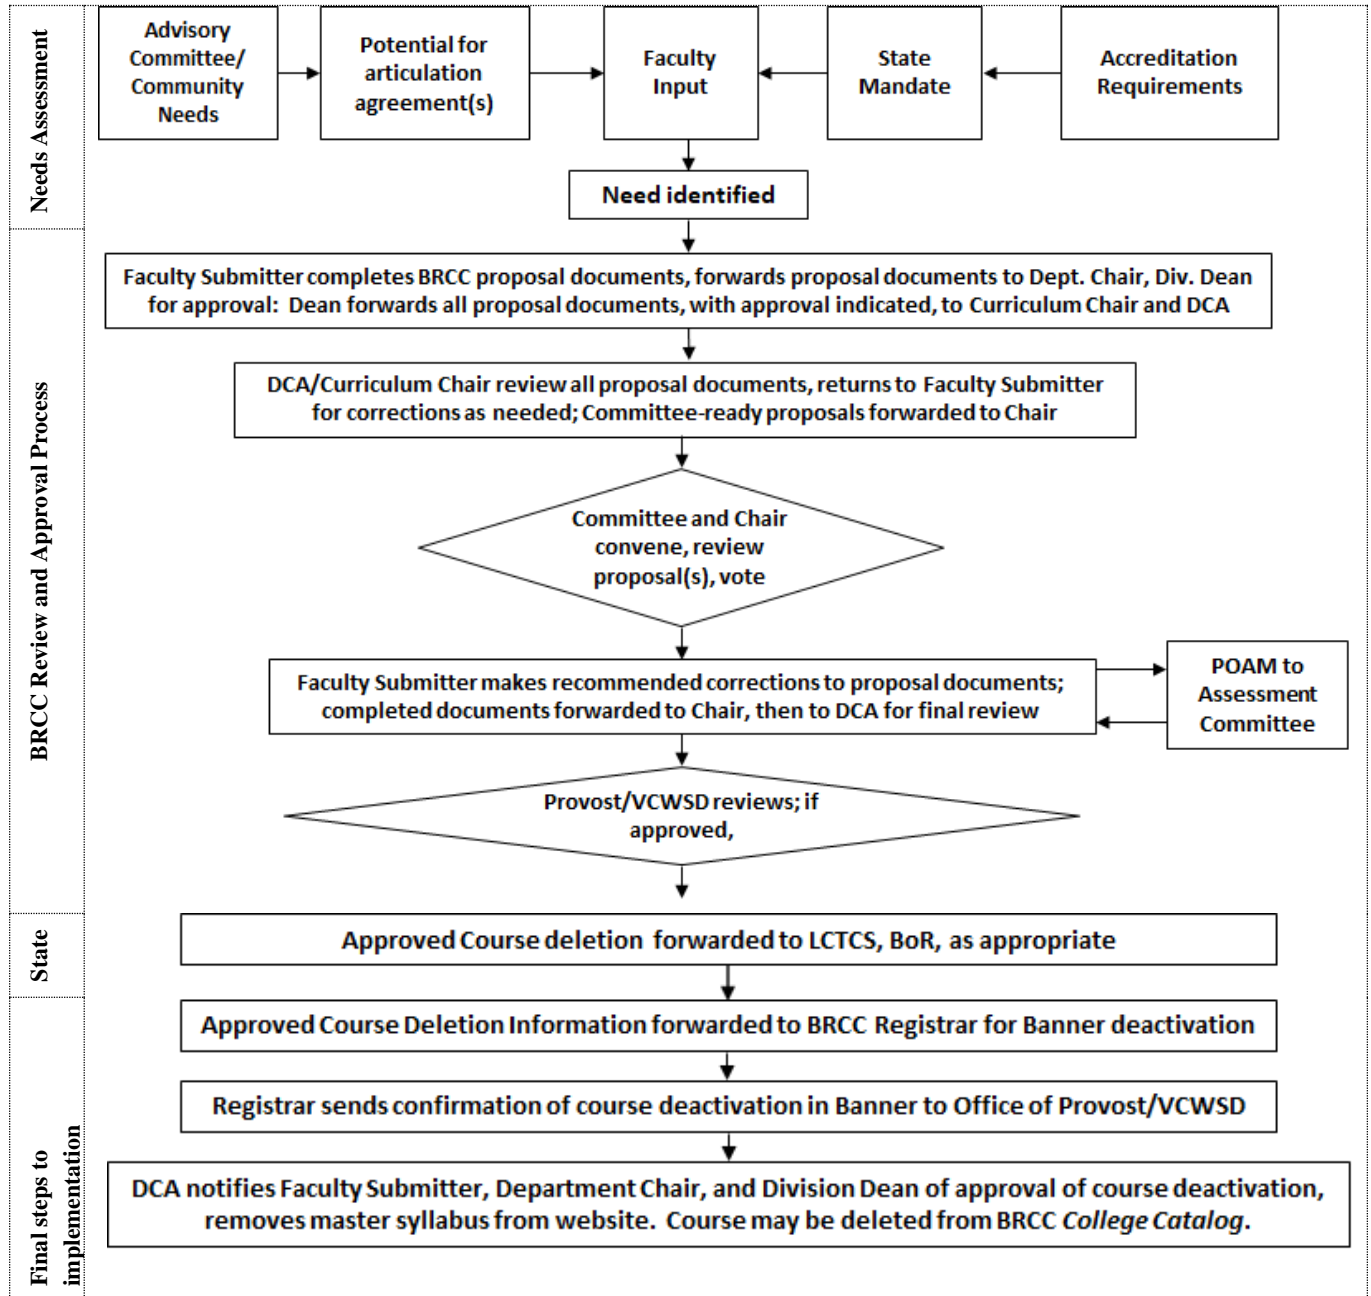 Needs Assessment
Advisory
Committee/
Community
Needs
Potential for
articulation
agreement(s)
Faculty
Input
State
Mandate
Accreditation
Requirements
Need identified
BRCC Review and Approval Process
Faculty Submitter completes BRCC proposal documents, forwards proposal documents to Dept. Chair, Div. Dean
for approval: Dean forwards all proposal documents, with approval indicated, to Curriculum Chair and DCA
DCA/Curriculum Chair review all proposal documents, returns to Faculty Submitter
for corrections as needed; Committee-ready proposals forwarded to Chair
Committee and Chair
convene, review
proposal(s), vote
Faculty Submitter makes recommended corrections to proposal documents;
completed documents forwarded to Chair, then to DCA for final review
POAM to
Assessment
Committee
Provost/VCWSD reviews; if
approved,
State
Approved Course deletion forwarded to LCTCS, BoR, as appropriate
Final steps to
implementation
Approved Course Deletion Information forwarded to BRCC Registrar for Banner deactivation
Registrar sends confirmation of course deactivation in Banner to Office of Provost/VCWSD
DCA notifies Faculty Submitter, Department Chair, and Division Dean of approval of course deactivation,
removes master syllabus from website. Course may be deleted from BRCC College Catalog.